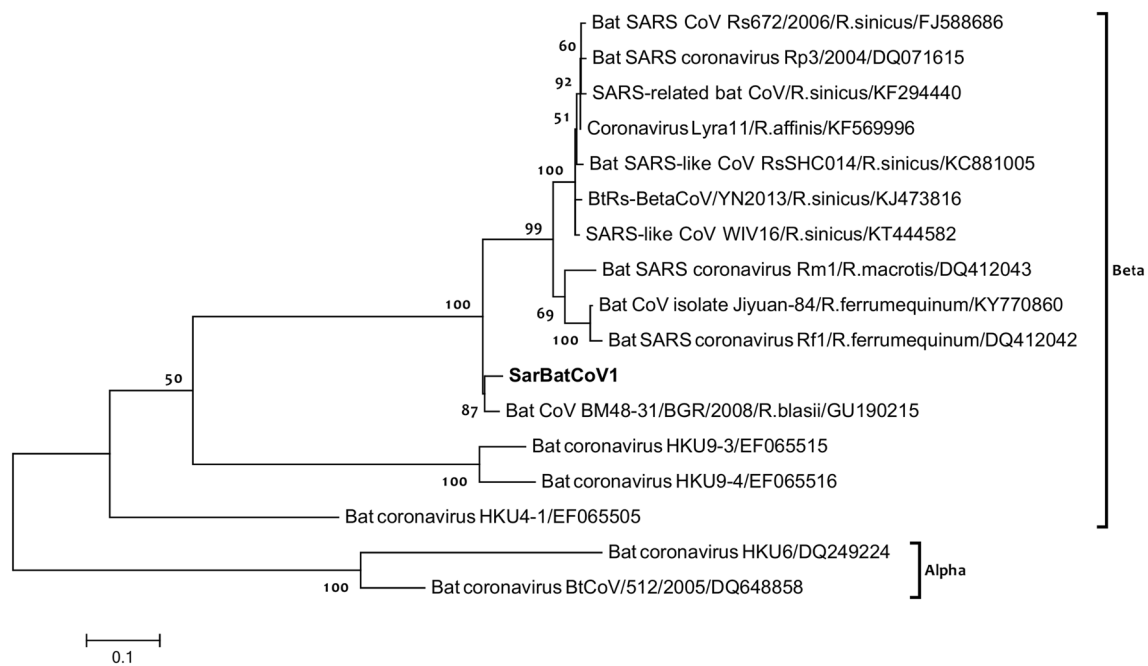 Bat SARS CoV Rs672/2006/R.sinicus/FJ588686
60
Bat SARS coronavirus Rp3/2004/DQ071615
92
SARS-related bat CoV/R.sinicus/KF294440
51
Coronavirus Lyra11/R.affinis/KF569996
Bat SARS-like CoV RsSHC014/R.sinicus/KC881005
100
BtRs-BetaCoV/YN2013/R.sinicus/KJ473816
99
SARS-like CoV WIV16/R.sinicus/KT444582
Bat SARS coronavirus Rm1/R.macrotis/DQ412043
Beta
100
Bat CoV isolate Jiyuan-84/R.ferrumequinum/KY770860
69
100
Bat SARS coronavirus Rf1/R.ferrumequinum/DQ412042
50
SarBatCoV1
87
Bat CoV BM48-31/BGR/2008/R.blasii/GU190215
Bat coronavirus HKU9-3/EF065515
100
Bat coronavirus HKU9-4/EF065516
Bat coronavirus HKU4-1/EF065505
Bat coronavirus HKU6/DQ249224
Alpha
100
Bat coronavirus BtCoV/512/2005/DQ648858
0.1